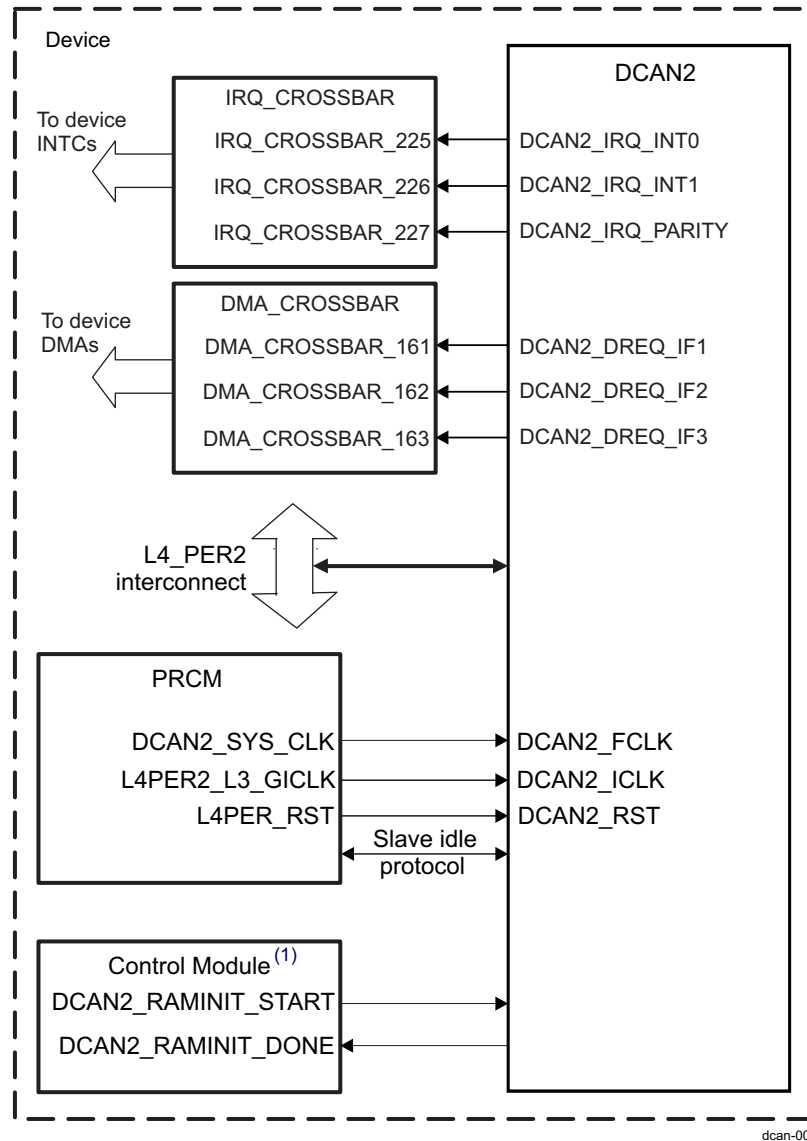 Device
DCAN2
IRQ_CROSSBAR
To device
INTCs
IRQ_CROSSBAR_225
DCAN2_IRQ_INT0
IRQ_CROSSBAR_226
DCAN2_IRQ_INT1
IRQ_CROSSBAR_227
DCAN2_IRQ_PARITY
DMA_CROSSBAR
To device
DMAs
DMA_CROSSBAR_161
DCAN2_DREQ_IF1
DMA_CROSSBAR_162
DCAN2_DREQ_IF2
DMA_CROSSBAR_163
DCAN2_DREQ_IF3
L4_PER2
interconnect
PRCM
DCAN2_SYS_CLK
DCAN2_FCLK
L4PER2_L3_GICLK
DCAN2_ICLK
L4PER_RST
DCAN2_RST
Slave idle
protocol
Control Module (1)
DCAN2_RAMINIT_START
DCAN2_RAMINIT_DONE
dcan-00